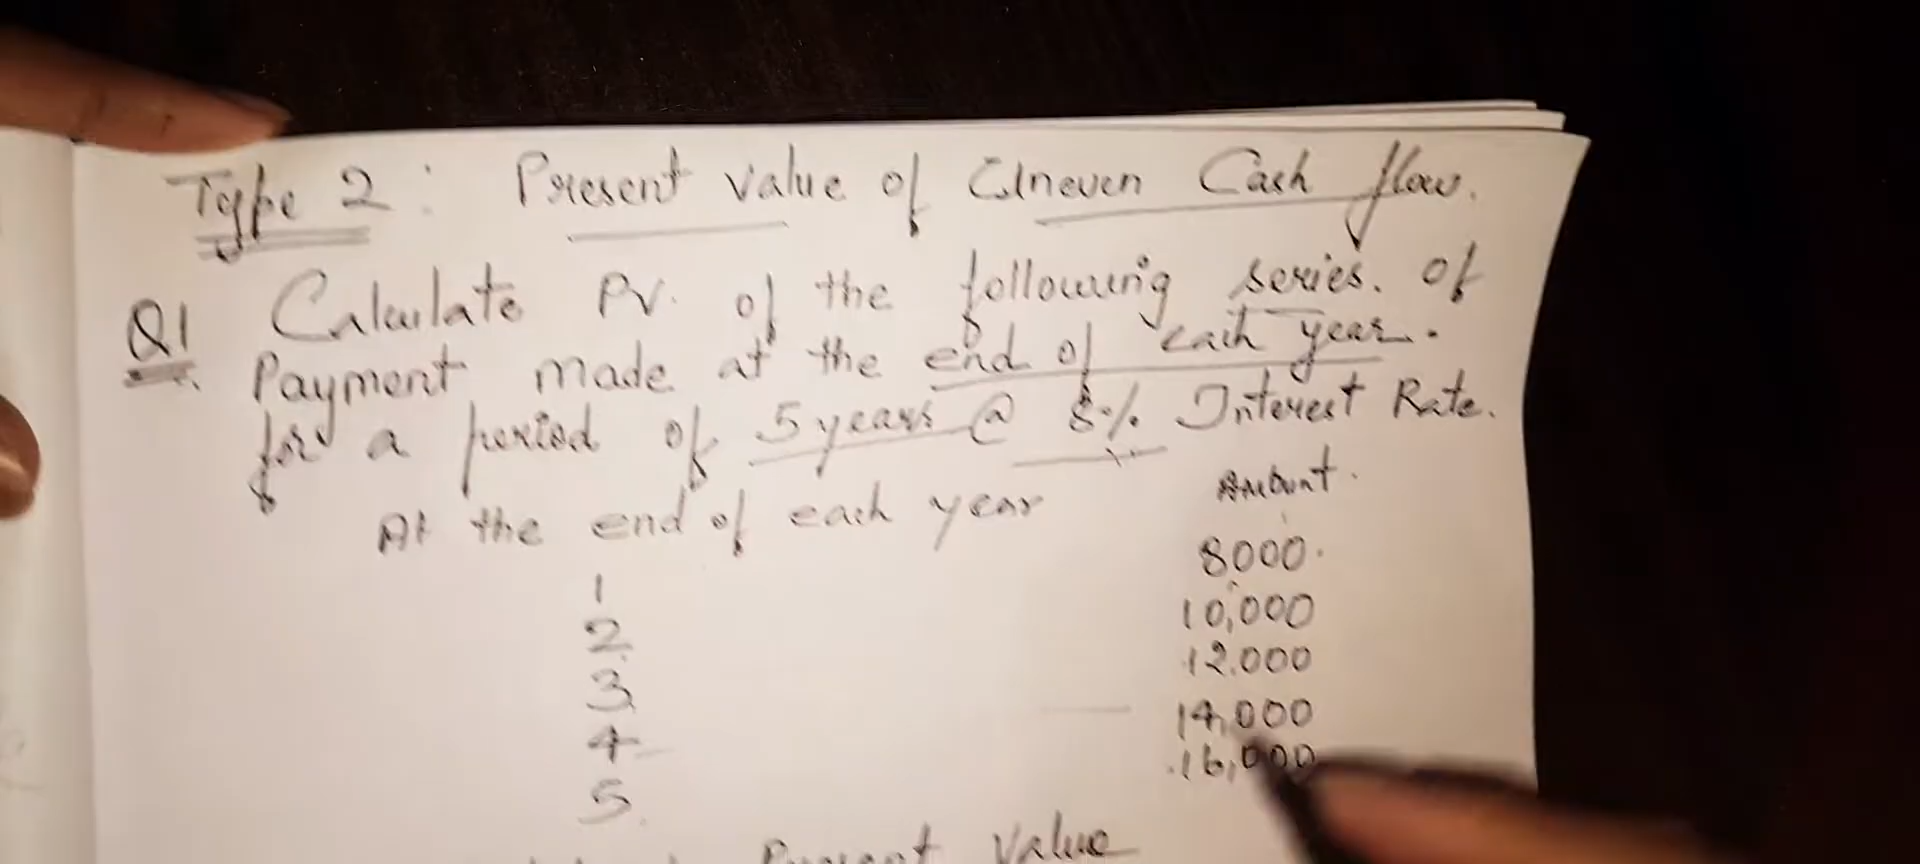 Type 2: Present value of Uneven Cash flow.
Q1 Calculate PV. of the following series. of
Payment made at the end of each year.
for a period of 5 years @ 8% Interest Rate.
At the end of each year Amount.
1 8000.
2 10,000
3 12.000
4 14,000
5 16,000
Present Value